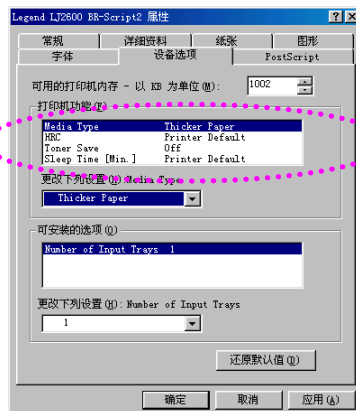 Legend LJ2600 BR-Script2 属性
常规 详细资料 纸张 图形
字体 设备选项 PostScript
可用的打印机内存 - 以 KB 为单位(M): 1002
打印机功能(F)
Media Type Thicker Paper
HRC Printer Default
Toner Save Off
Sleep Time [Min.] Printer Default
更改下列设置(H):Media Type
Thicker Paper
可安装的选项(O)
Number of Input Trays 1
更改下列设置(H): Number of Input Trays
1
还原默认值(D)
确定 取消 应用(A)